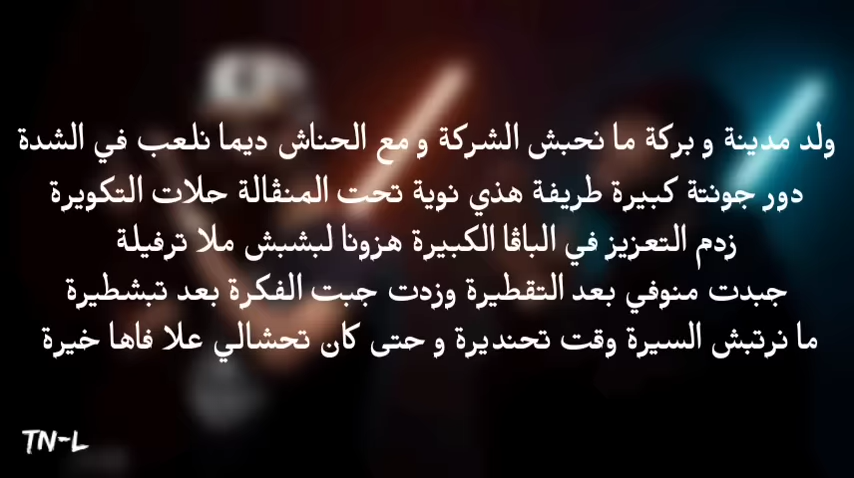 ولد مدينة و بركة ما نحبش الشركة و مع الحناش ديما نلعب في الشدة
دور جونتة كبيرة طريفة هذي نوية تحت المنڨالة حلات التكويرة
زدم التعزيز في الباڨا الكبيرة هزونا لبشبش ملا ترفيلة
جبدت منوفي بعد التقطيرة وزدت جبت الفكرة بعد تبشطيرة
ما نرتبش السيرة وقت تحنديرة و حتى كان تحشالي علا فاها خيرة
TN-L